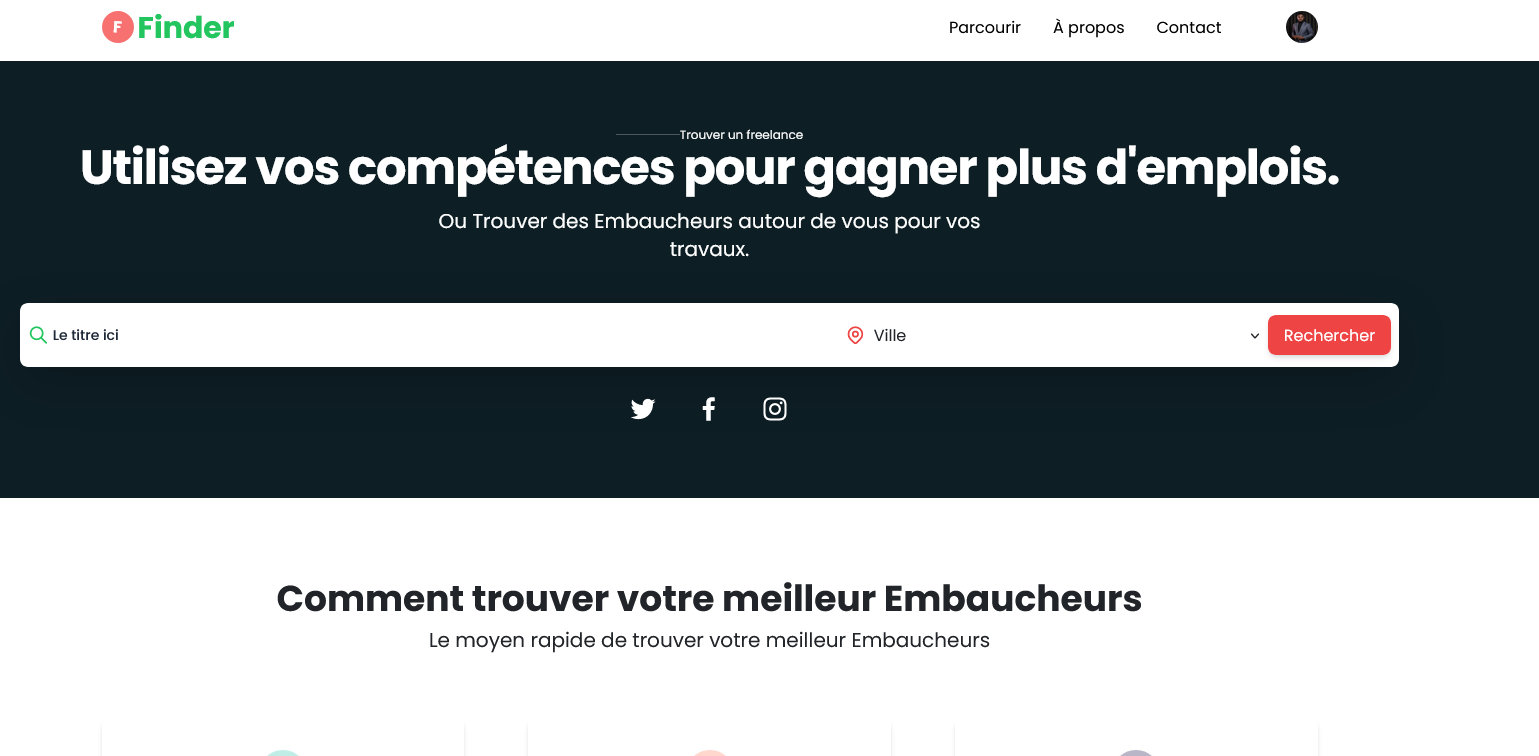 F Finder
Parcourir À propos Contact
Trouver un freelance
Utilisez vos compétences pour gagner plus d'emplois.
Ou Trouver des Embaucheurs autour de vous pour vos
travaux.
Le titre ici Ville Rechercher
Comment trouver votre meilleur Embaucheurs
Le moyen rapide de trouver votre meilleur Embaucheurs